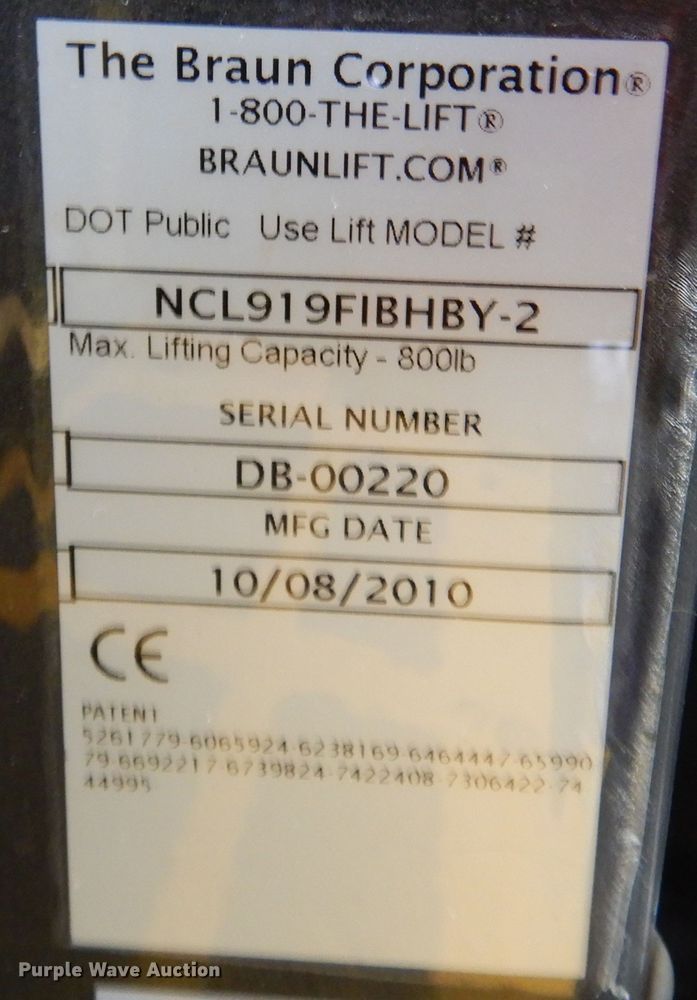 The Braun Corporation®
1-800-THE-LIFT®
BRAUNLIFT.COM®
DOT Public Use Lift MODEL #
NCL919FIBHBY-2
Max. Lifting Capacity - 800lb
SERIAL NUMBER
DB-00220
MFG DATE
10/08/2010
CE
PATENT
5261779-6065924-6238169-6464447-65990
79-6692217-6739824-7422408-7306422-74
44995
Purple Wave Auction